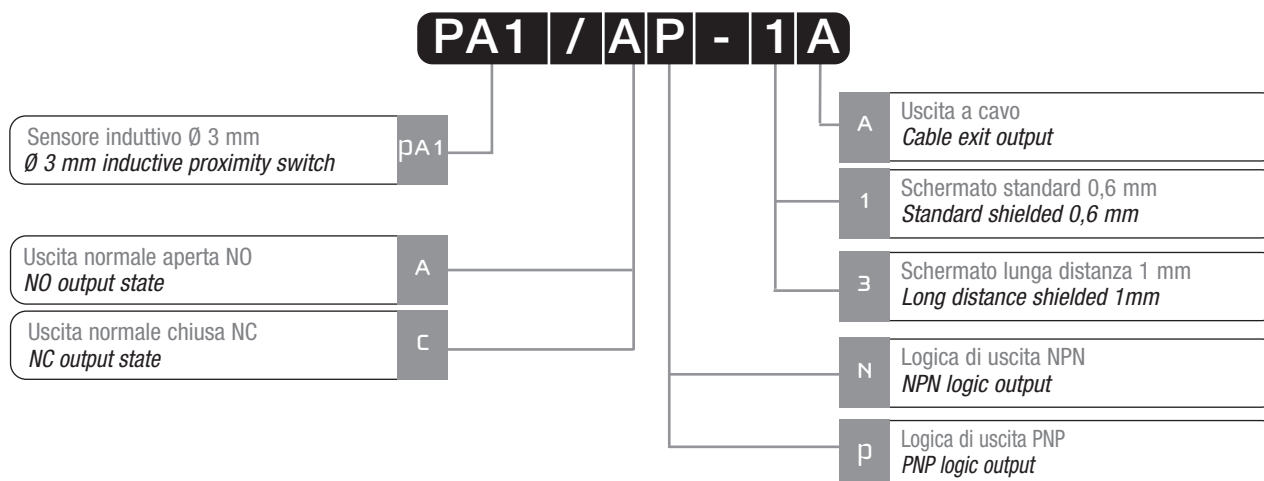 PA1 / A P - 1 A
Sensore induttivo Ø 3 mm
Ø 3 mm inductive proximity switch
PA1
Uscita normale aperta NO
NO output state
A
Uscita normale chiusa NC
NC output state
C
A
Uscita a cavo
Cable exit output
1
Schermato standard 0,6 mm
Standard shielded 0,6 mm
3
Schermato lunga distanza 1 mm
Long distance shielded 1mm
N
Logica di uscita NPN
NPN logic output
P
Logica di uscita PNP
PNP logic output